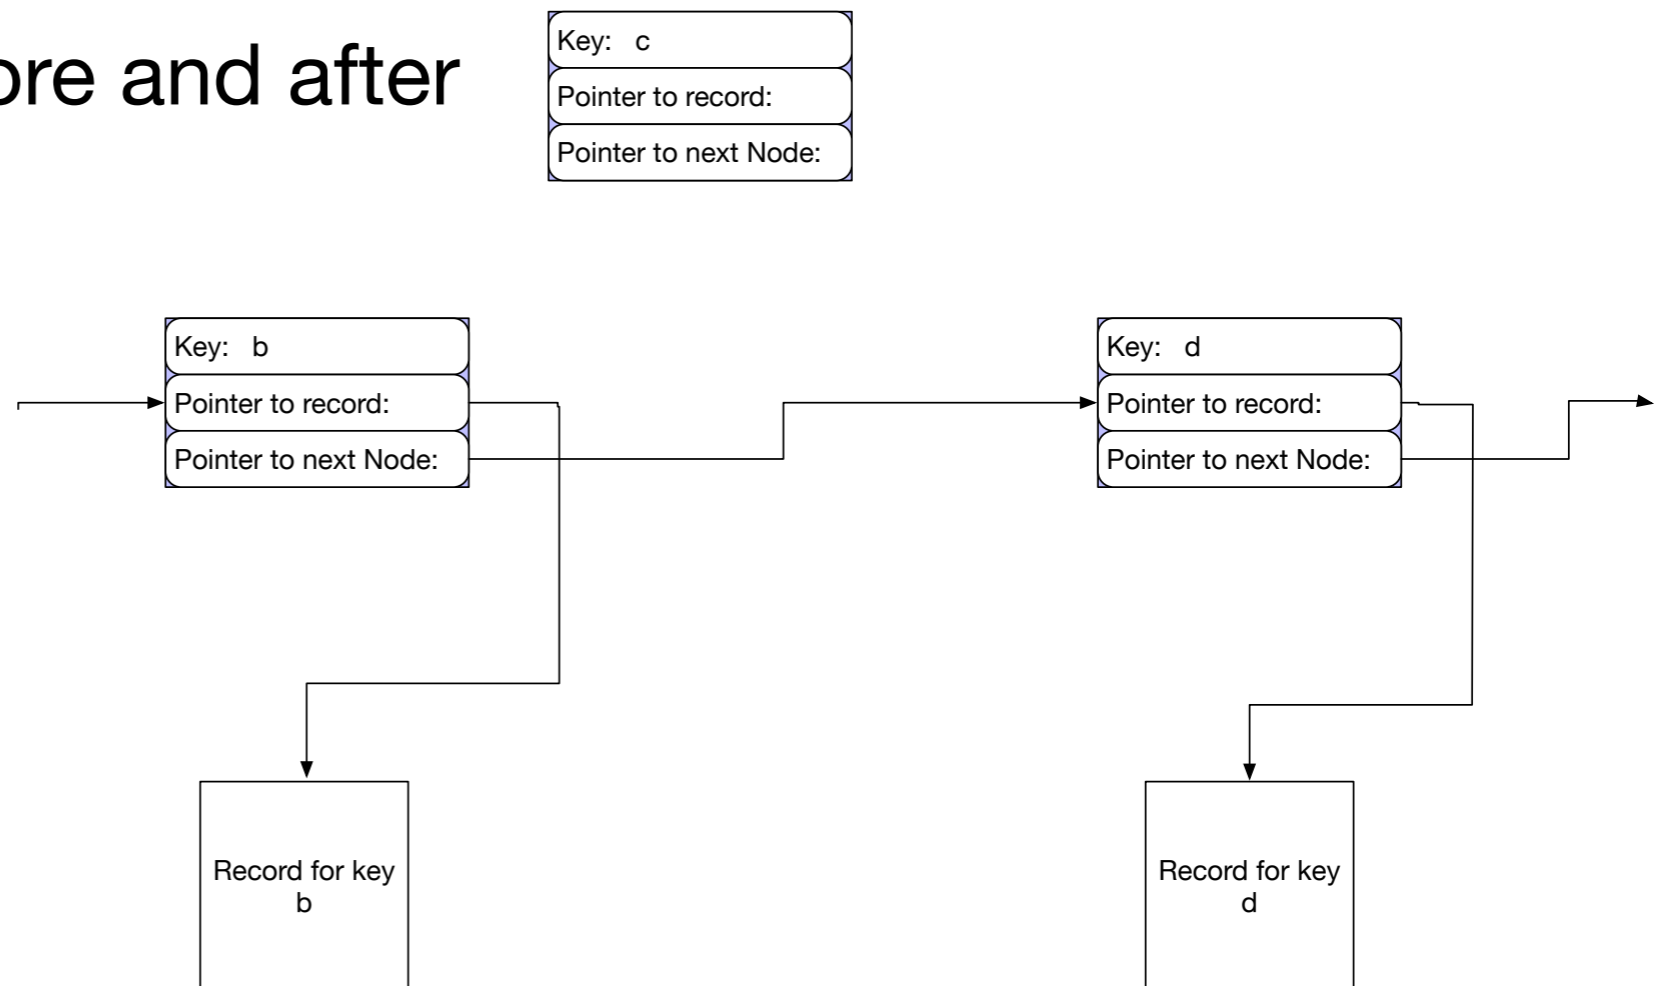 ore and after
Key: c
Pointer to record:
Pointer to next Node:
Key: b
Pointer to record:
Pointer to next Node:
Key: d
Pointer to record:
Pointer to next Node:
Record for key
b
Record for key
d